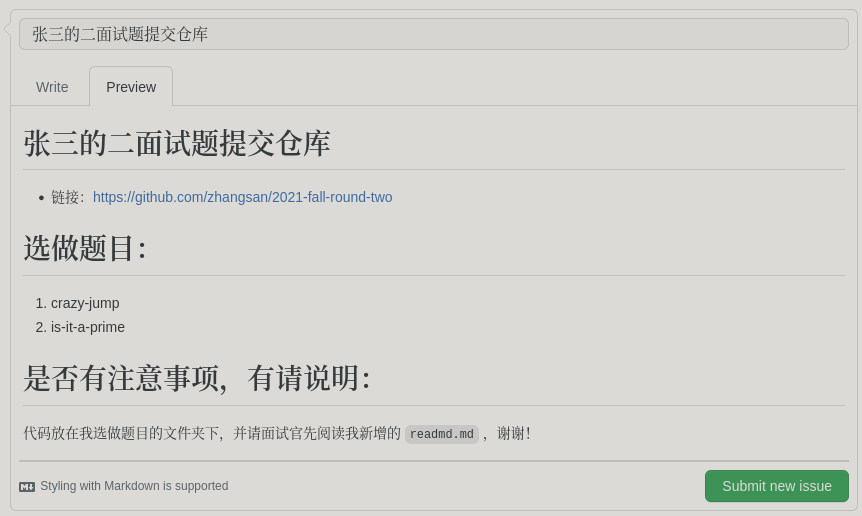 张三的二面试题提交仓库
Write Preview
张三的二面试题提交仓库
• 链接：https://github.com/zhangsan/2021-fall-round-two
选做题目：
1. crazy-jump
2. is-it-a-prime
是否有注意事项，有请说明：
代码放在我选做题目的文件夹下，并请面试官先阅读我新增的 readmd.md ，谢谢！
Styling with Markdown is supported
Submit new issue